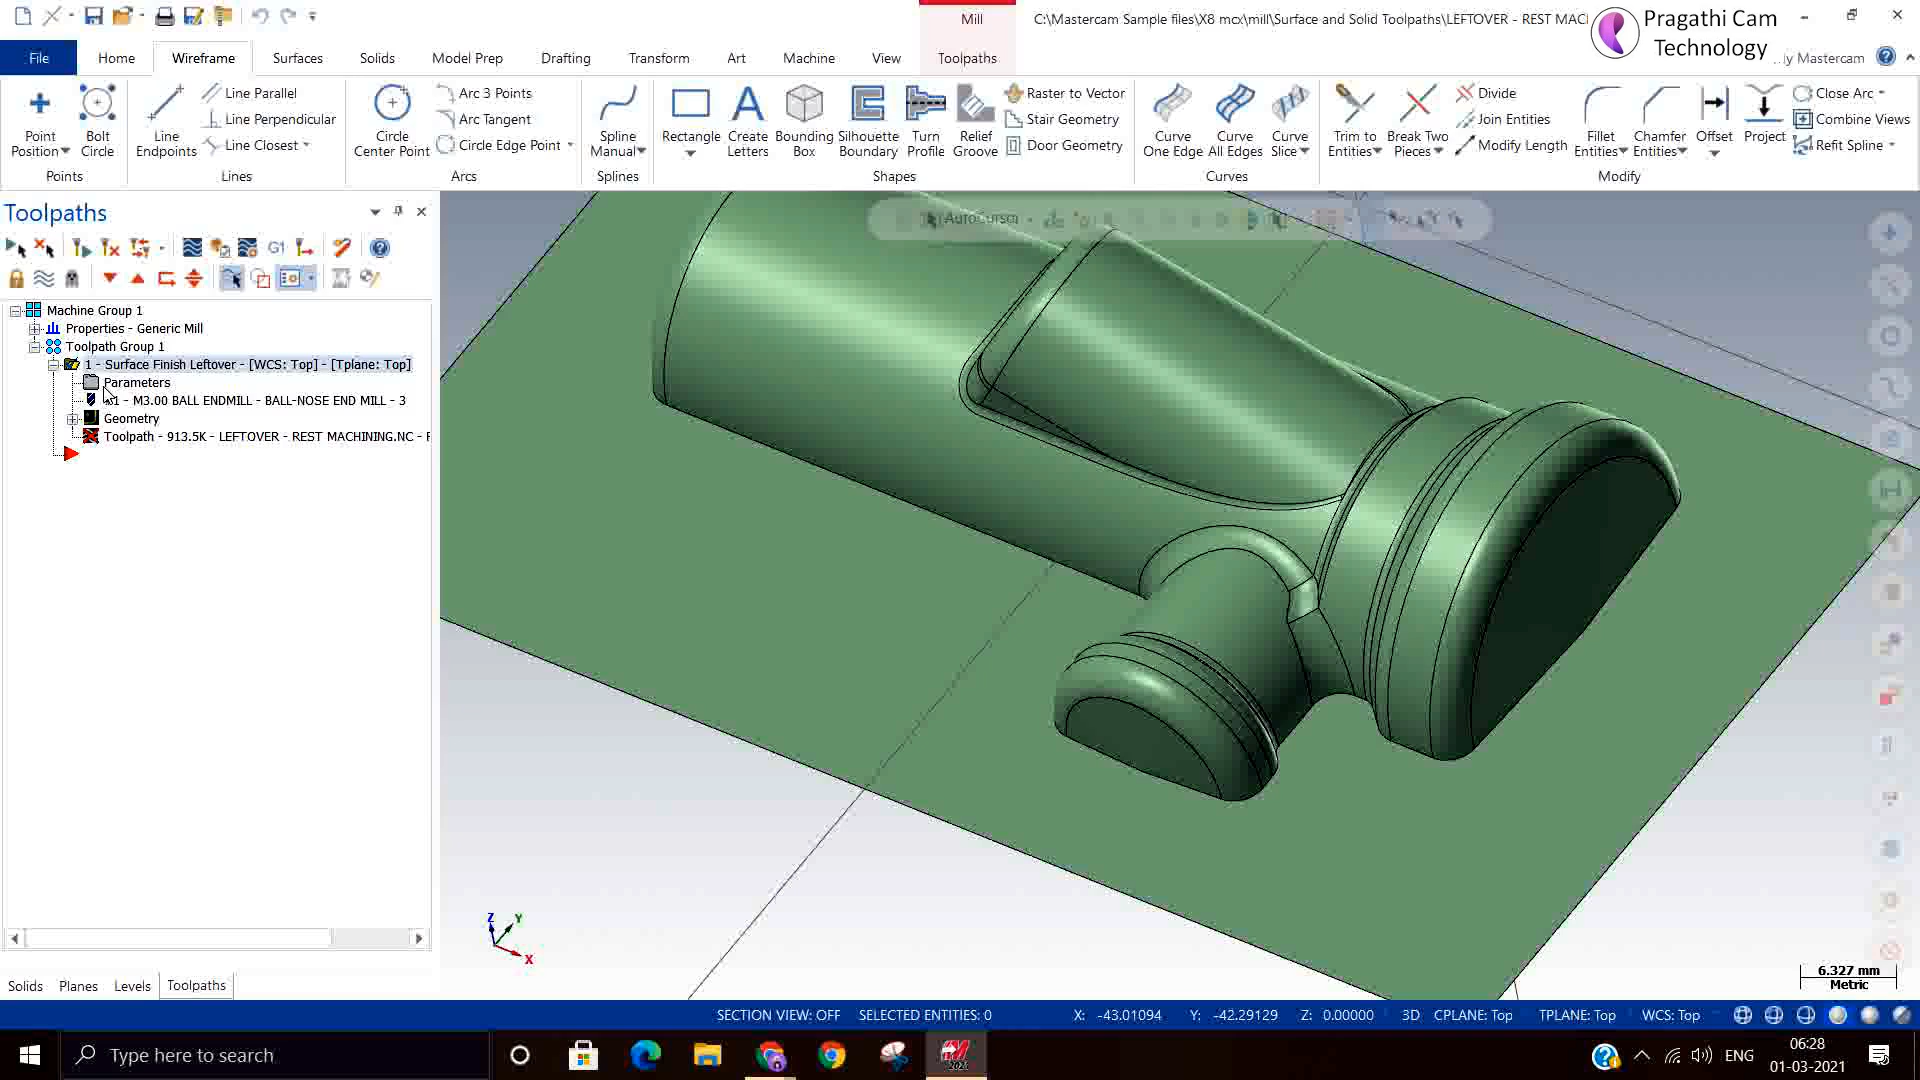 Mill
C:\Mastercam Sample files\X8 mcx\mill\Surface and Solid Toolpaths\LEFTOVER - REST MACI
Pragathi Cam
Technology
File
Home
Wireframe
Surfaces
Solids
Model Prep
Drafting
Transform
Art
Machine
View
Toolpaths
y Mastercam
Point
Position
Bolt
Circle
Points
Line
Endpoints
Line Parallel
Line Perpendicular
Line Closest
Lines
Circle
Center Point
Arc 3 Points
Arc Tangent
Circle Edge Point
Arcs
Spline
Manual
Splines
Rectangle
Create
Letters
Bounding
Box
Silhouette
Boundary
Turn
Profile
Relief
Groove
Raster to Vector
Stair Geometry
Door Geometry
Shapes
Curve
One Edge
Curve
All Edges
Curve
Slice
Curves
Trim to
Entities
Break Two
Pieces
Divide
Join Entities
Modify Length
Fillet
Entities
Chamfer
Entities
Offset
Project
Close Arc
Combine Views
Refit Spline
Modify
Toolpaths
G1
AutoCursor
Machine Group 1
Properties - Generic Mill
Toolpath Group 1
1 - Surface Finish Leftover - [WCS: Top] - [Tplane: Top]
Parameters
1 - M3.00 BALL ENDMILL - BALL-NOSE END MILL - 3
Geometry
Toolpath - 913.5K - LEFTOVER - REST MACHINING.NC - F
Z
Y
X
6.327 mm
Metric
Solids
Planes
Levels
Toolpaths
SECTION VIEW: OFF
SELECTED ENTITIES: 0
X: -43.01094
Y: -42.29129
Z: 0.00000
3D
CPLANE: Top
TPLANE: Top
WCS: Top
Type here to search
2021
ENG
06:28
01-03-2021